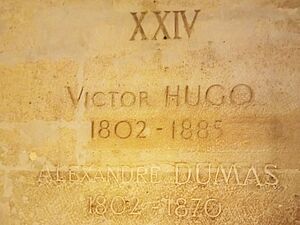 XXIV
VICTOR HUGO
1802-1885
ALEXANDRE DUMAS
1802-1870